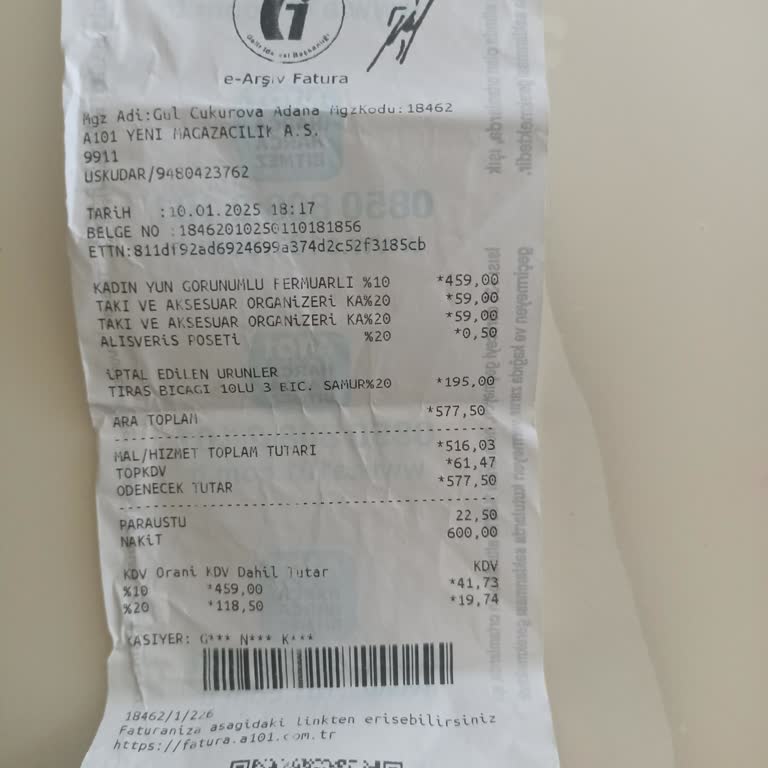 e-Arşiv Fatura
Mgz Adi:Gul Cukurova Adana MgzKodu:18462
A101 YENI MAGAZACILIK A.S.
9911
USKUDAR/9480423762
TARiH :10.01.2025 18:17
BELGE NO :18462010250110181856
ETTN:811df92ad6924699a374d2c52f3185cb
KADIN YUN GORUNUMLU FERMUARLI %10 *459,00
TAKI VE AKSESUAR ORGANiZERi KA%20 *59,00
TAKI VE AKSESUAR ORGANiZERi KA%20 *59,00
ALISVERiS POSETi %20 *0,50
iPTAL EDiLEN URUNLER
TIRAS BICAGI 10LU 3 BIC. SAMUR%20 *195,00
ARA TOPLAM *577,50
MAL/HIZMET TOPLAM TUTARI *516,03
TOPKDV *61,47
ODENECEK TUTAR *577,50
PARAUSTU 22,50
NAKiT 600,00
KDV Orani KDV Dahil Tutar KDV
%10 *459,00 *41,73
%20 *118,50 *19,74
KASIYER: G*** N*** K***
18462/1/226
Faturaniza asagidaki linkten erisebilirsiniz
https://fatura.a101.com.tr